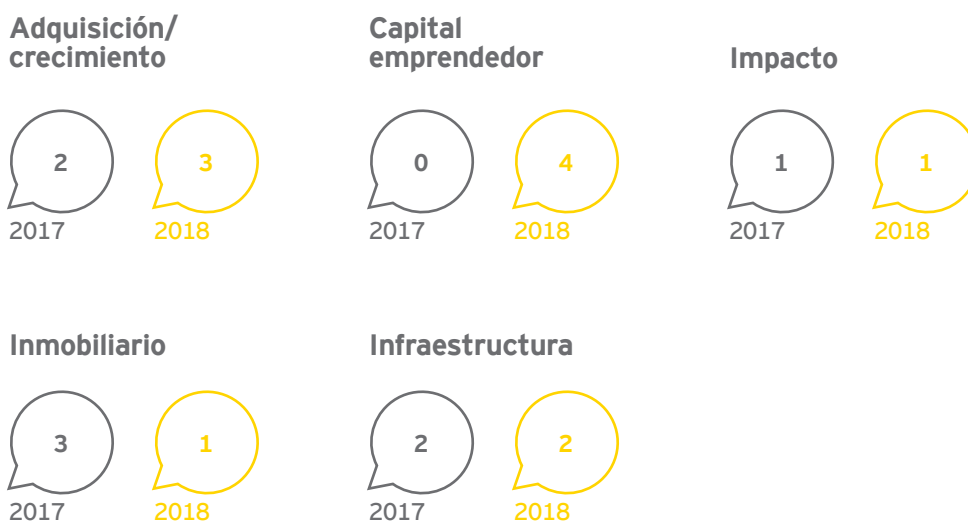 Adquisición/
crecimiento
2
3
2017
2018
Capital
emprendedor
0
4
2017
2018
Impacto
1
1
2017
2018
Inmobiliario
3
1
2017
2018
Infraestructura
2
2
2017
2018